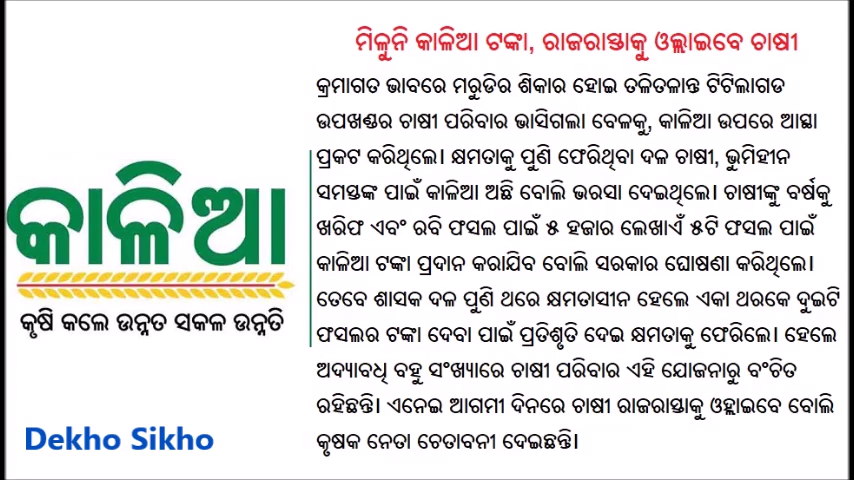 ମିଳୁନି କାଳିଆ ଟଙ୍କା, ରାଜରାସ୍ତାକୁ ଓଲ୍ଲାଇବେ ଚାଷୀ
କ୍ରମାଗତ ଭାବରେ ମରୁଡିର ଶିକାର ହୋଇ ତଳିତଳାନ୍ତ ଟିଟିଲାଗଡ
ଉପଖଣ୍ଡର ଚାଷୀ ପରିବାର ଭାସିଗଲା ବେଳକୁ, କାଳିଆ ଉପରେ ଆସ୍ଥା
ପ୍ରକଟ କରିଥିଲେ। କ୍ଷମତାକୁ ପୁଣି ଫେରିଥିବା ଦଳ ଚାଷୀ, ଭୁମିହୀନ
ସମସ୍ତଙ୍କ ପାଇଁ କାଳିଆ ଅଛି ବୋଲି ଭରସା ଦେଇଥିଲେ। ଚାଷୀଙ୍କୁ ବର୍ଷକୁ
ଖରିଫ ଏବଂ ରବି ଫସଲ ପାଇଁ ୫ ହଜାର ଲେଖାଏଁ ୫ଟି ଫସଲ ପାଇଁ
କାଳିଆ ଟଙ୍କା ପ୍ରଦାନ କରାଯିବ ବୋଲି ସରକାର ଘୋଷଣା କରିଥିଲେ।
ତେବେ ଶାସକ ଦଳ ପୁଣି ଥରେ କ୍ଷମତାସୀନ ହେଲେ ଏକା ଥରକେ ଦୁଇଟି
ଫସଲର ଟଙ୍କା ଦେବା ପାଇଁ ପ୍ରତିଶୃତି ଦେଇ କ୍ଷମତାକୁ ଫେରିଲେ। ହେଲେ
ଅଦ୍ୟାବଧି ବହୁ ସଂଖ୍ୟାରେ ଚାଷୀ ପରିବାର ଏହି ଯୋଜନାରୁ ବଂଚିତ
ରହିଛନ୍ତି। ଏନେଇ ଆଗମୀ ଦିନରେ ଚାଷୀ ରାଜରାସ୍ତାକୁ ଓହ୍ଲାଇବେ ବୋଲି
କୃଷକ ନେତା ଚେତାବନୀ ଦେଇଛନ୍ତି।
କାଳିଆ
କୃଷି କଲେ ଉନ୍ନତ ସକଳ ଉନ୍ନତି
Dekho Sikho